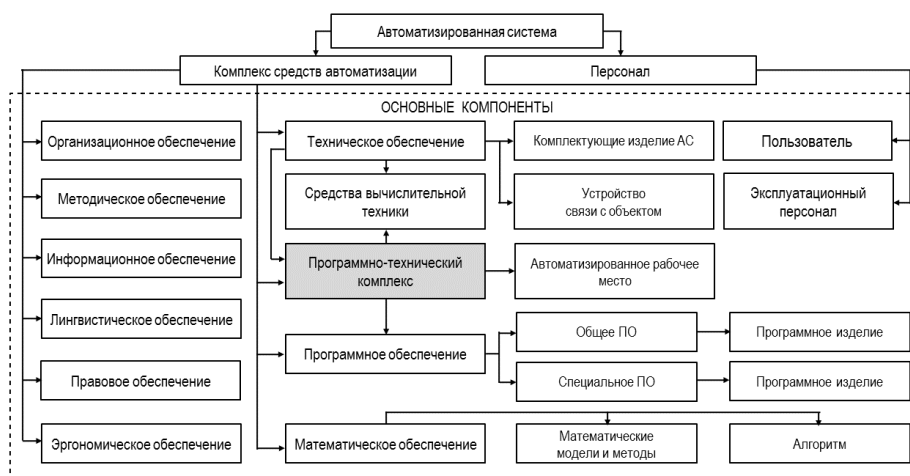 Автоматизированная система
Комплекс средств автоматизации
Персонал
ОСНОВНЫЕ КОМПОНЕНТЫ
Организационное обеспечение
Техническое обеспечение
Комплектующие изделие АС
Пользователь
Методическое обеспечение
Средства вычислительной
техники
Устройство
связи с объектом
Эксплуатационный
персонал
Информационное обеспечение
Программно-технический
комплекс
Автоматизированное рабочее
место
Лингвистическое обеспечение
Программное обеспечение
Общее ПО
Программное изделие
Правовое обеспечение
Специальное ПО
Программное изделие
Эргономическое обеспечение
Математическое обеспечение
Математические
модели и методы
Алгоритм